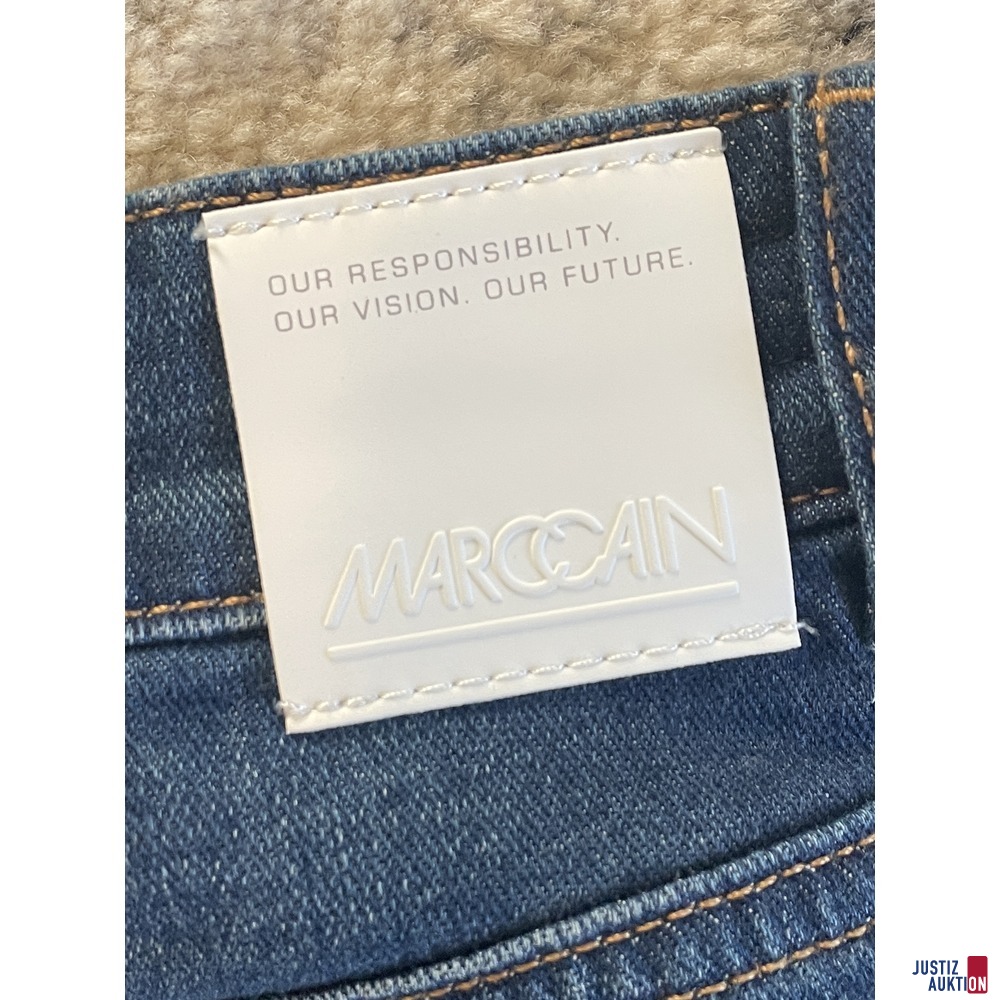 OUR RESPONSIBILITY.
OUR VISION. OUR FUTURE.
MARCCAIN
JUSTIZ
AUKTION